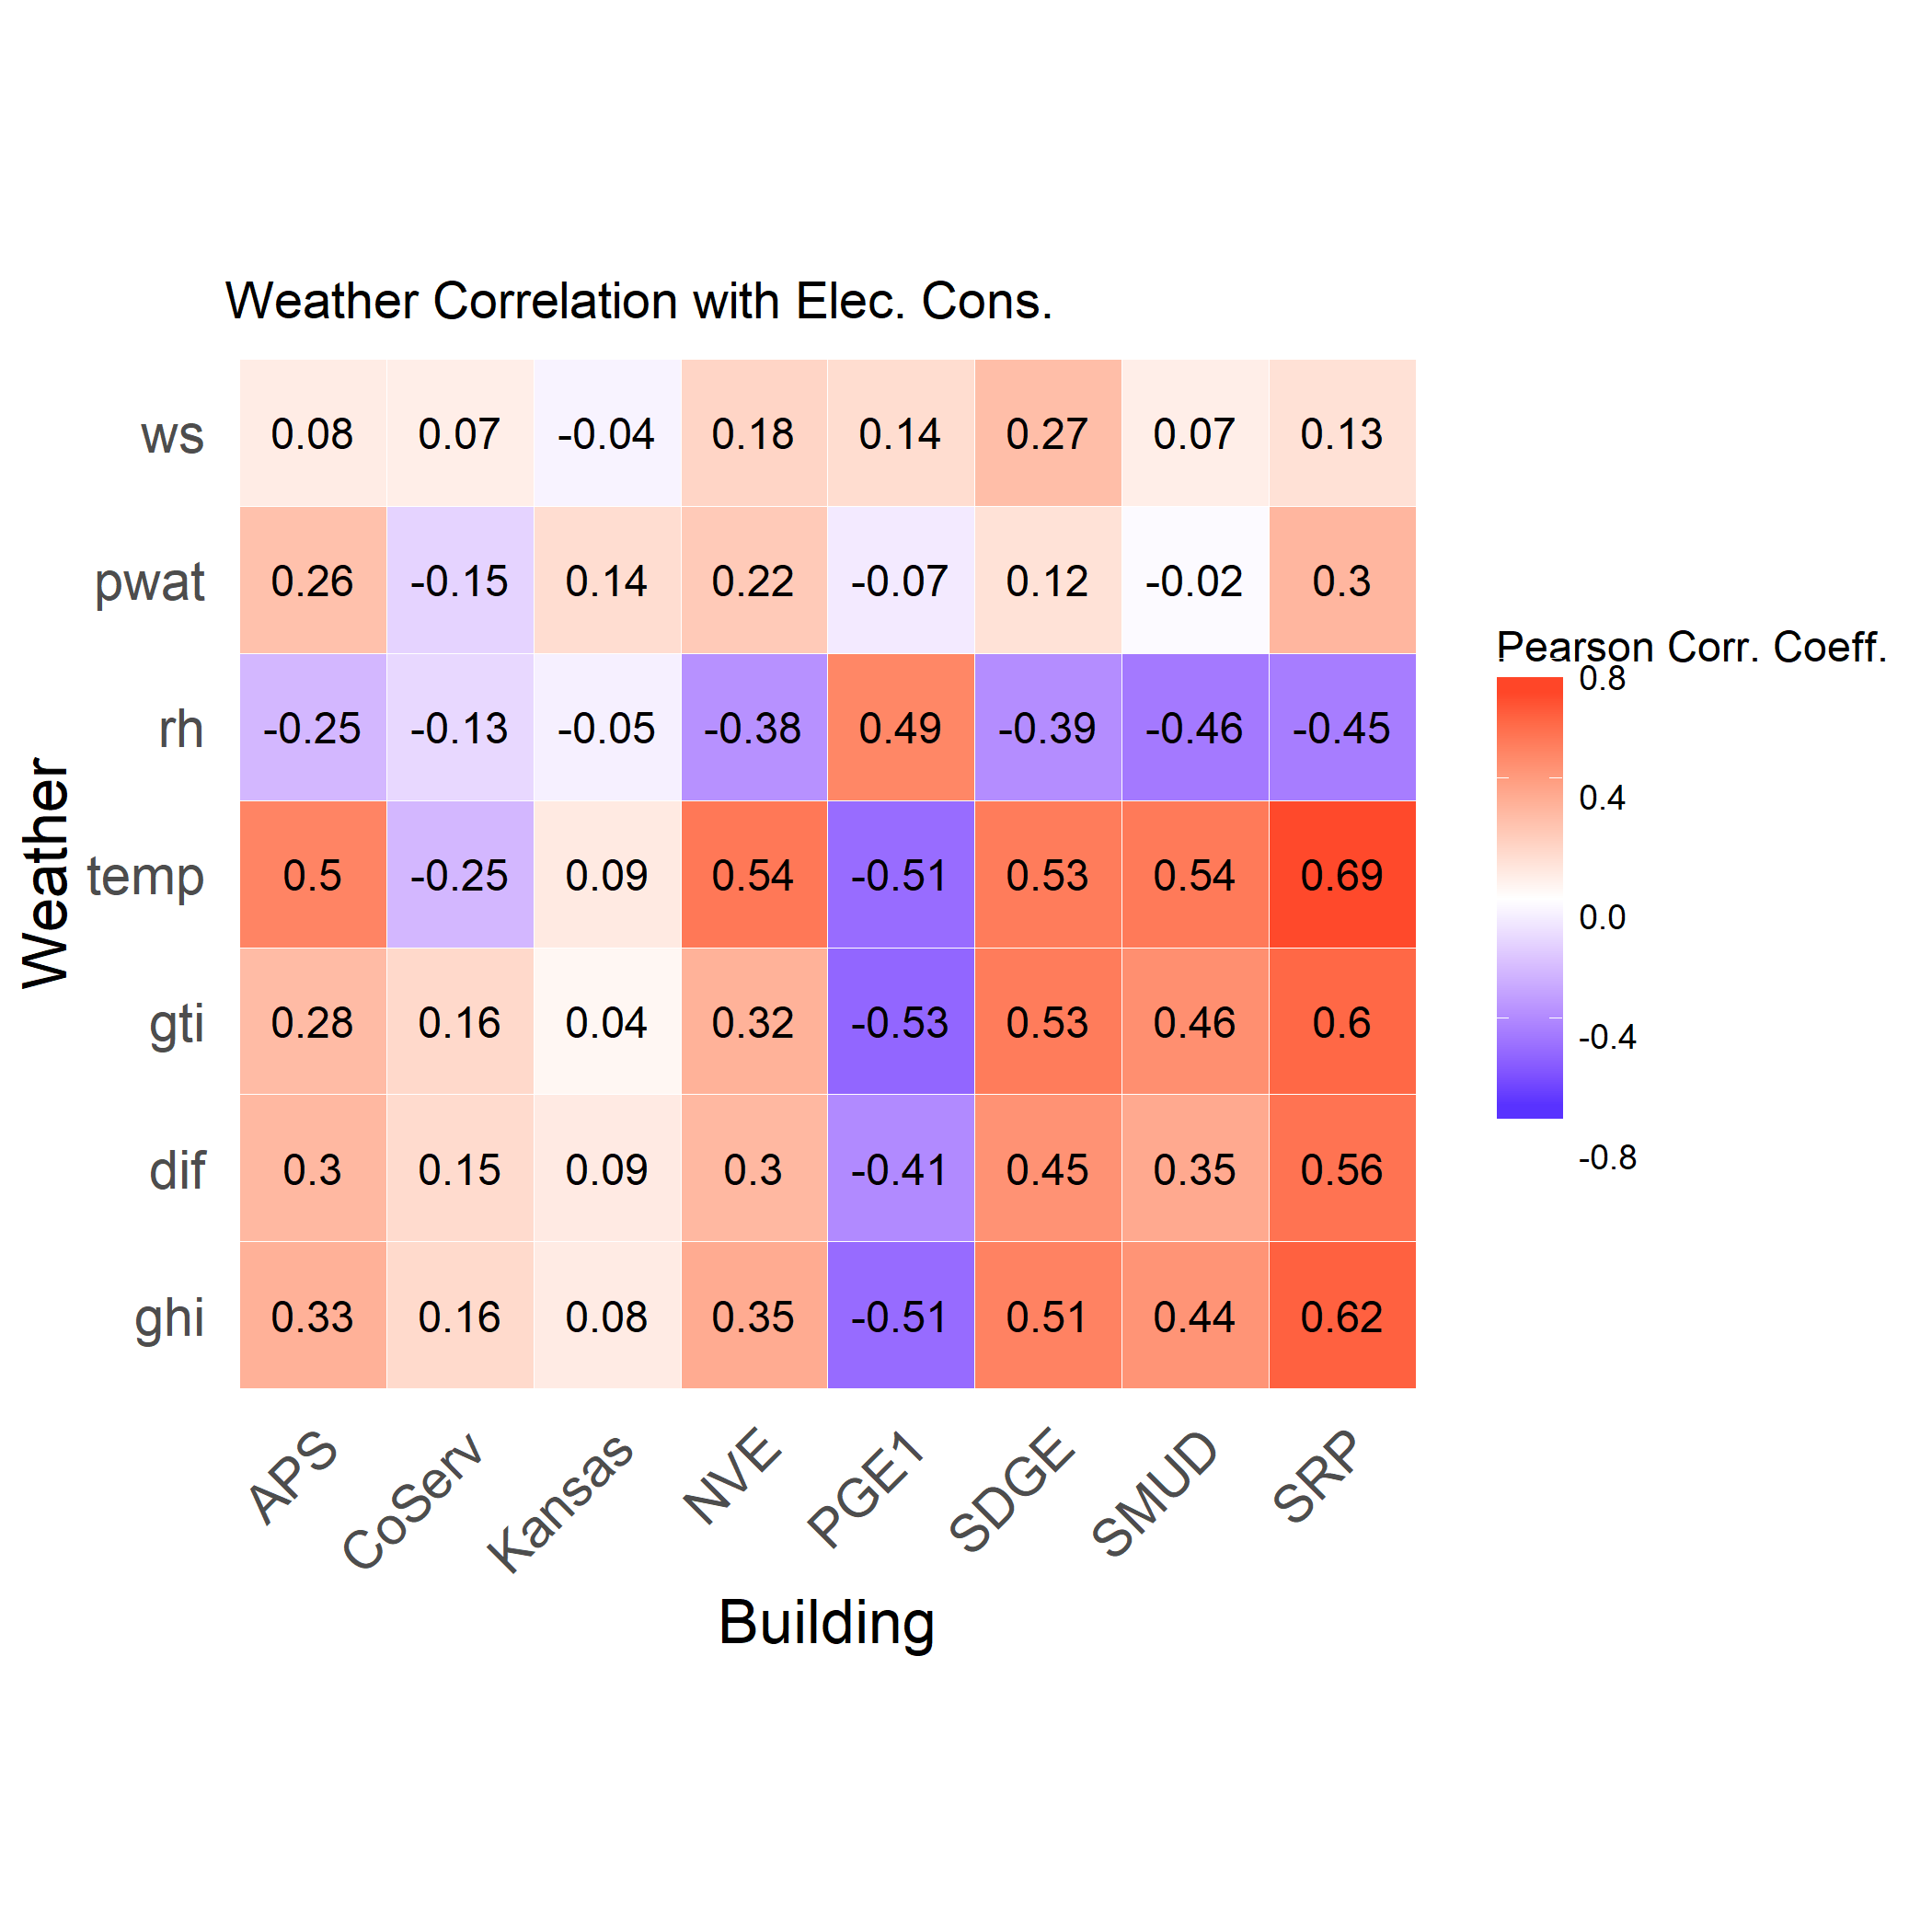 Weather Correlation with Elec. Cons.
ws 0.08 0.07 -0.04 0.18 0.14 0.27 0.07 0.13
pwat 0.26 -0.15 0.14 0.22 -0.07 0.12 -0.02 0.3
rh -0.25 -0.13 -0.05 -0.38 0.49 -0.39 -0.46 -0.45
temp 0.5 -0.25 0.09 0.54 -0.51 0.53 0.54 0.69
gti 0.28 0.16 0.04 0.32 -0.53 0.53 0.46 0.6
dif 0.3 0.15 0.09 0.3 -0.41 0.45 0.35 0.56
ghi 0.33 0.16 0.08 0.35 -0.51 0.51 0.44 0.62
Weather
APS CoServ Kansas NVE PGE1 SDGE SMUD SRP
Building
Pearson Corr. Coeff.
0.8
0.4
0.0
-0.4
-0.8